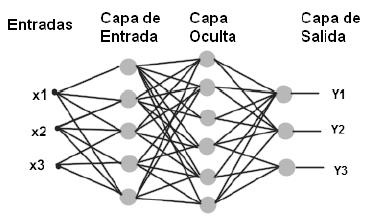 Entradas
Capa de
Entrada
Capa
Oculta
Capa de
Salida
x1
x2
x3
Y1
Y2
Y3